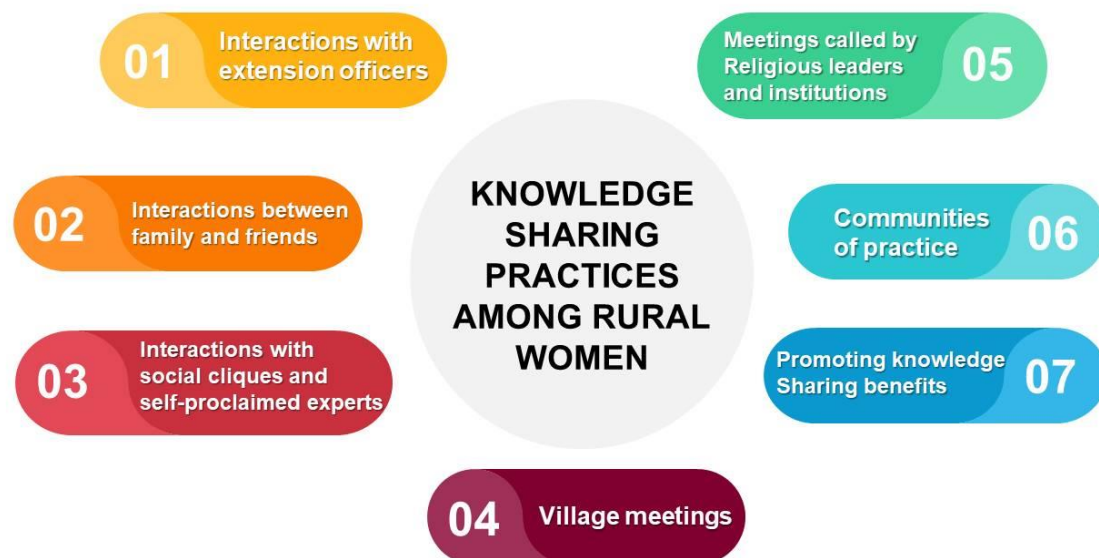 01
Interactions with
extension officers
02
Interactions between
family and friends
03
Interactions with
social cliques and
self-proclaimed experts
04
Village meetings
Meetings called by
Religious leaders
and institutions
05
Communities
of practice
06
Promoting knowledge
Sharing benefits
07
KNOWLEDGE
SHARING
PRACTICES
AMONG RURAL
WOMEN